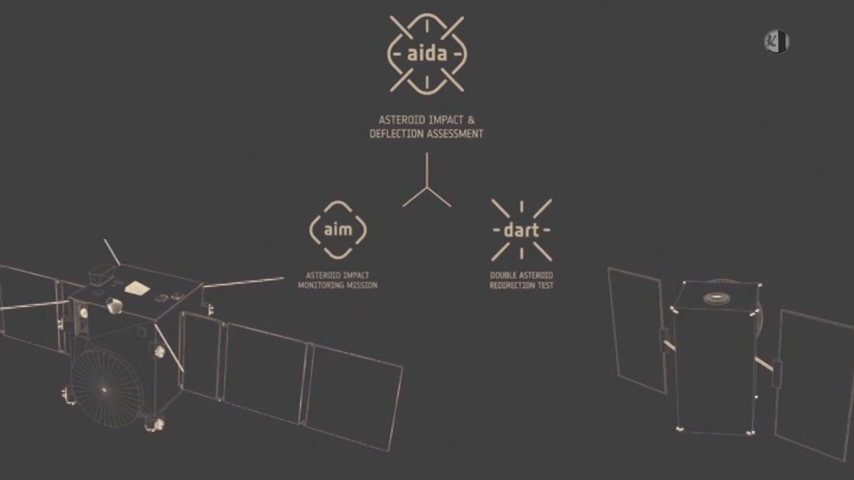 aida
ASTEROID IMPACT &
DEFLECTION ASSESSMENT
aim
ASTEROID IMPACT
MONITORING MISSION
dart
DOUBLE ASTEROID
REDIRECTION TEST